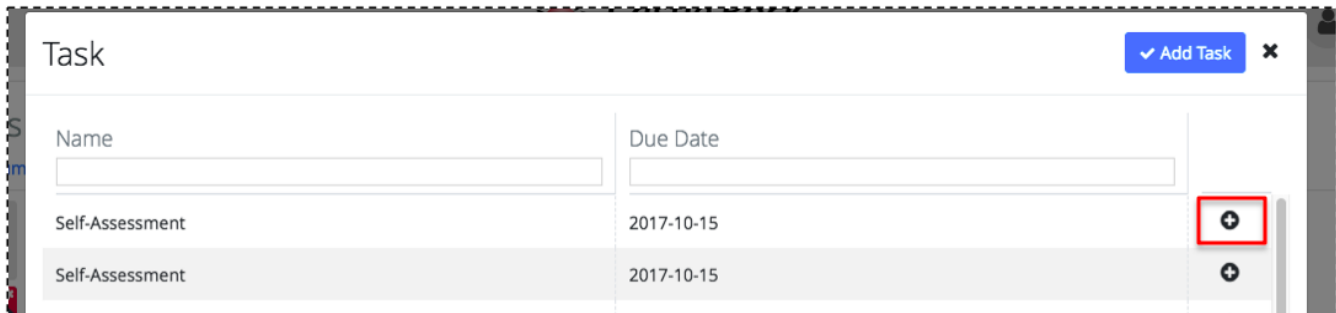 Task
Add Task
Name
Due Date
Self-Assessment
2017-10-15
Self-Assessment
2017-10-15